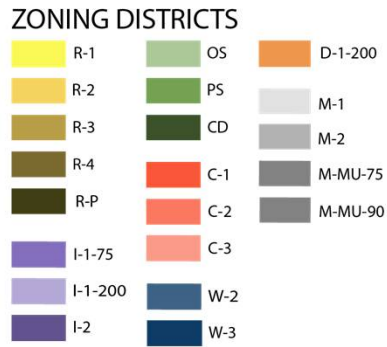 ZONING DISTRICTS
R-1
R-2
R-3
R-4
R-P
I-1-75
I-1-200
I-2
OS
PS
CD
C-1
C-2
C-3
W-2
W-3
D-1-200
M-1
M-2
M-MU-75
M-MU-90